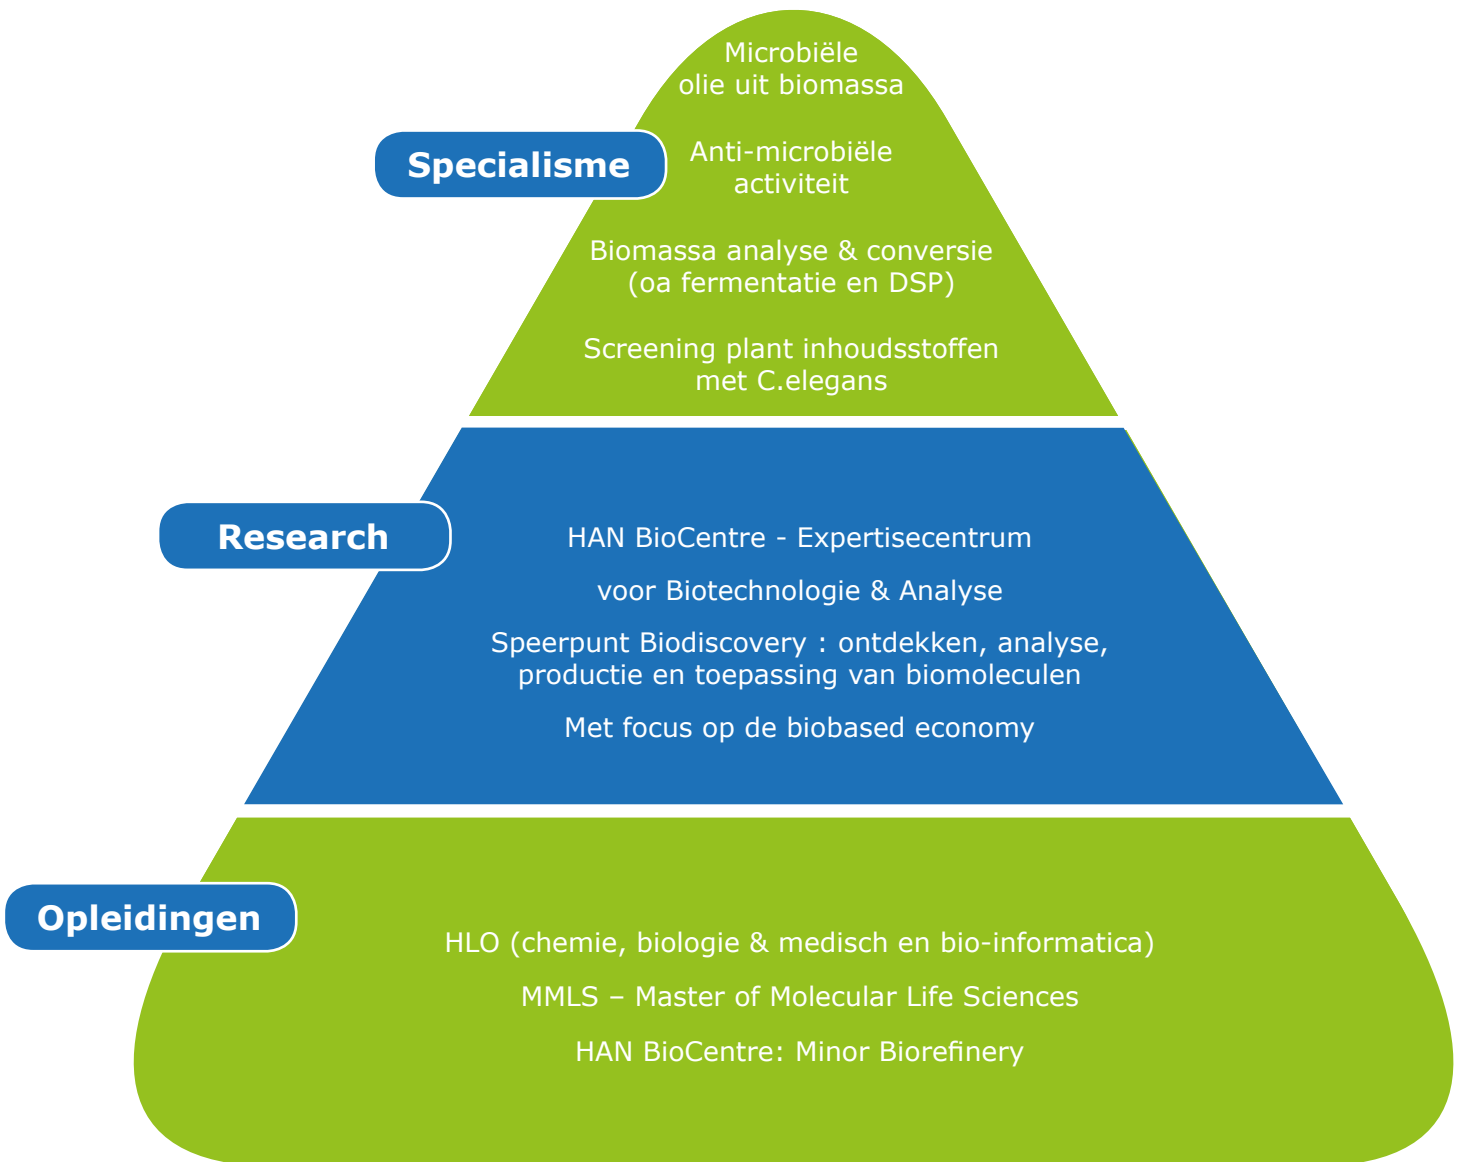 Microbiële
olie uit biomassa
Specialisme
Anti-microbiële
activiteit
Biomassa analyse & conversie
(oa fermentatie en DSP)
Screening plant inhoudsstoffen
met C.elegans
Research
HAN BioCentre - Expertisecentrum
voor Biotechnologie & Analyse
Speerpunt Biodiscovery : ontdekken, analyse,
productie en toepassing van biomoleculen
Met focus op de biobased economy
Opleidingen
HLO (chemie, biologie & medisch en bio-informatica)
MMLS – Master of Molecular Life Sciences
HAN BioCentre: Minor Biorefinery